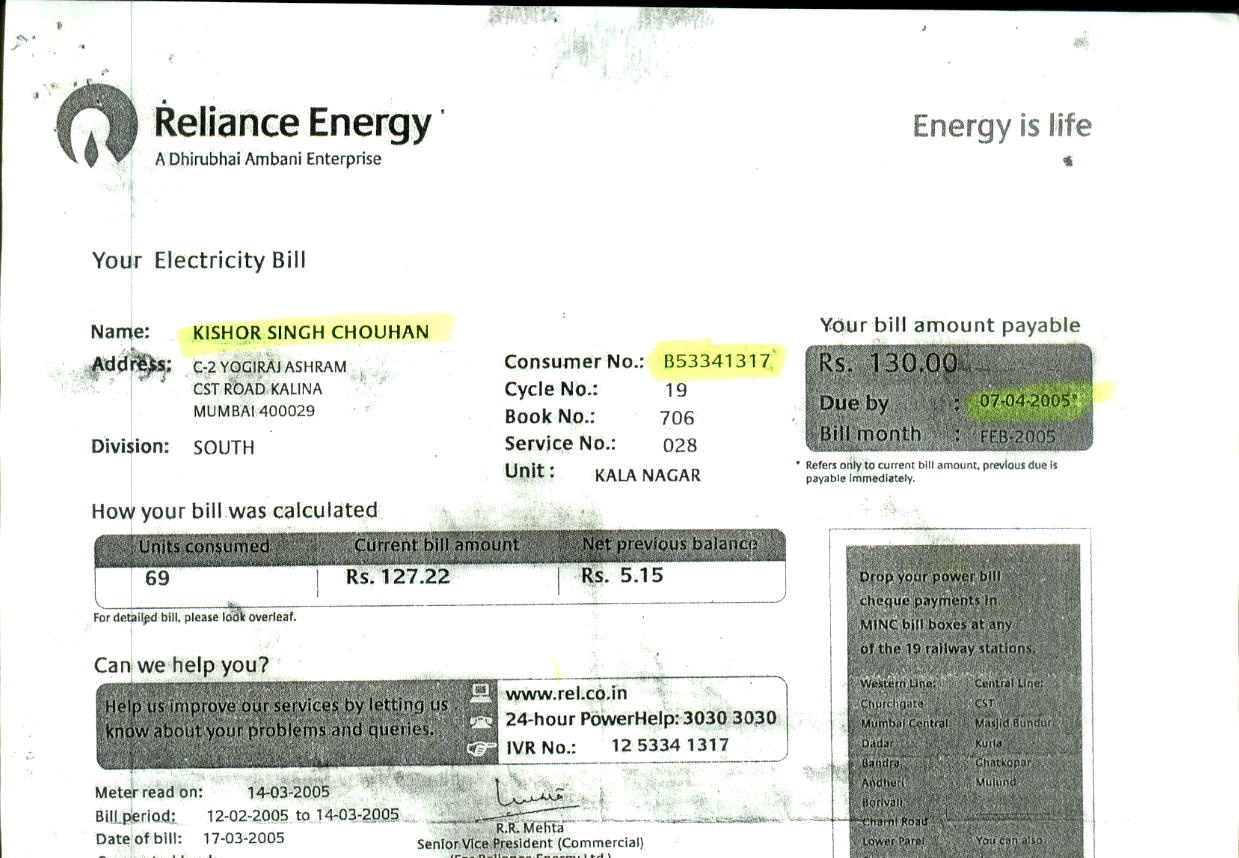 Reliance Energy
A Dhirubhai Ambani Enterprise
Energy is life
Your Electricity Bill
Name: KISHOR SINGH CHOUHAN
Address: C-2 YOGIRAJ ASHRAM
CST ROAD KALINA
MUMBAI 400029
Division: SOUTH
Consumer No.: B53341317
Cycle No.: 19
Book No.: 706
Service No.: 028
Unit : KALA NAGAR
Your bill amount payable
Rs. 130.00
Due by : 07-04-2005*
Bill month : FEB-2005
* Refers only to current bill amount, previous due is
payable immediately.
How your bill was calculated
Units consumed Current bill amount Net previous balance
69 Rs. 127.22 Rs. 5.15
For detailed bill, please look overleaf.
Can we help you?
Help us improve our services by letting us
know about your problems and queries.
www.rel.co.in
24-hour PowerHelp: 3030 3030
IVR No.: 12 5334 1317
Meter read on: 14-03-2005
Bill period: 12-02-2005 to 14-03-2005
Date of bill: 17-03-2005
R.R. Mehta
Senior Vice President (Commercial)
(For Reliance Energy Ltd.)
Drop your power bill
cheque payments in
MINC bill boxes at any
of the 19 railway stations.
Western Line: Central Line:
Churchgate CST
Mumbai Central Masjid Bundur
Dadar Kurla
Bandra Ghatkopar
Andheri Mulund
Borivali
Charni Road
Lower Parel You can also